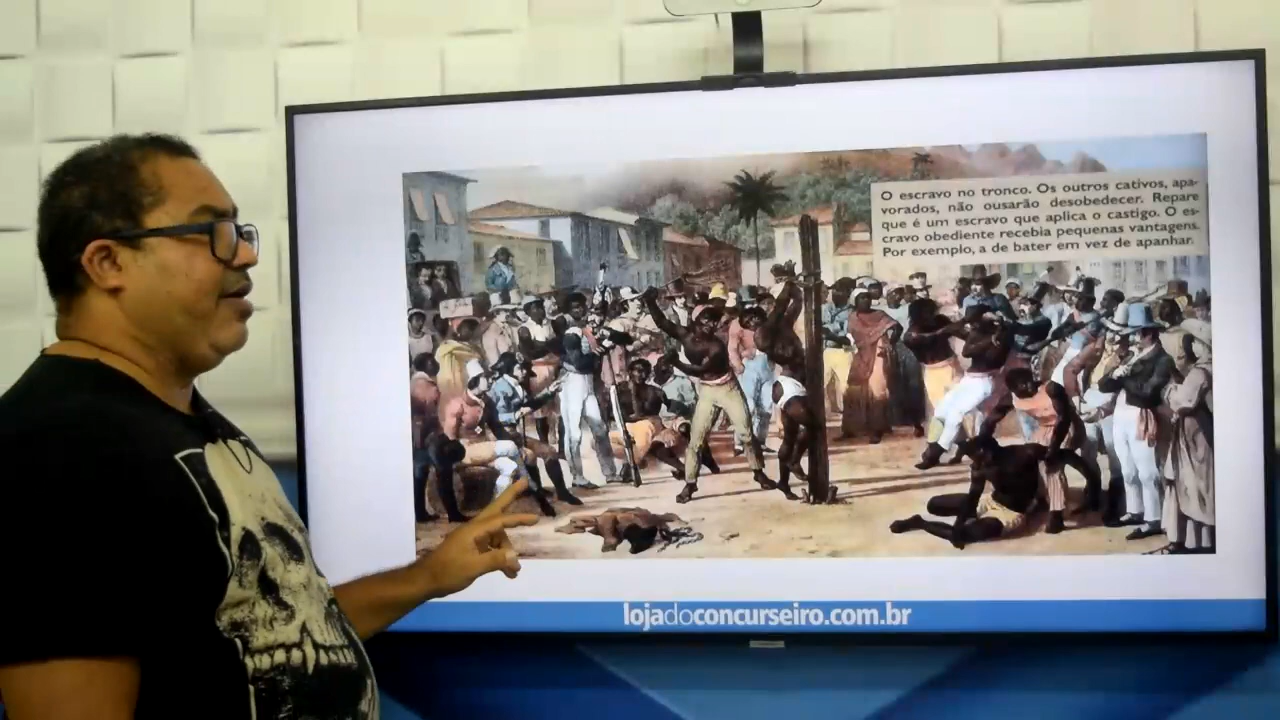 O escravo no tronco. Os outros cativos, apa-
vorados, não ousarão desobedecer. Repare
que é um escravo que aplica o castigo. O es-
cravo obediente recebia pequenas vantagens.
Por exemplo, a de bater em vez de apanhar.
lojadoconcurseiro.com.br